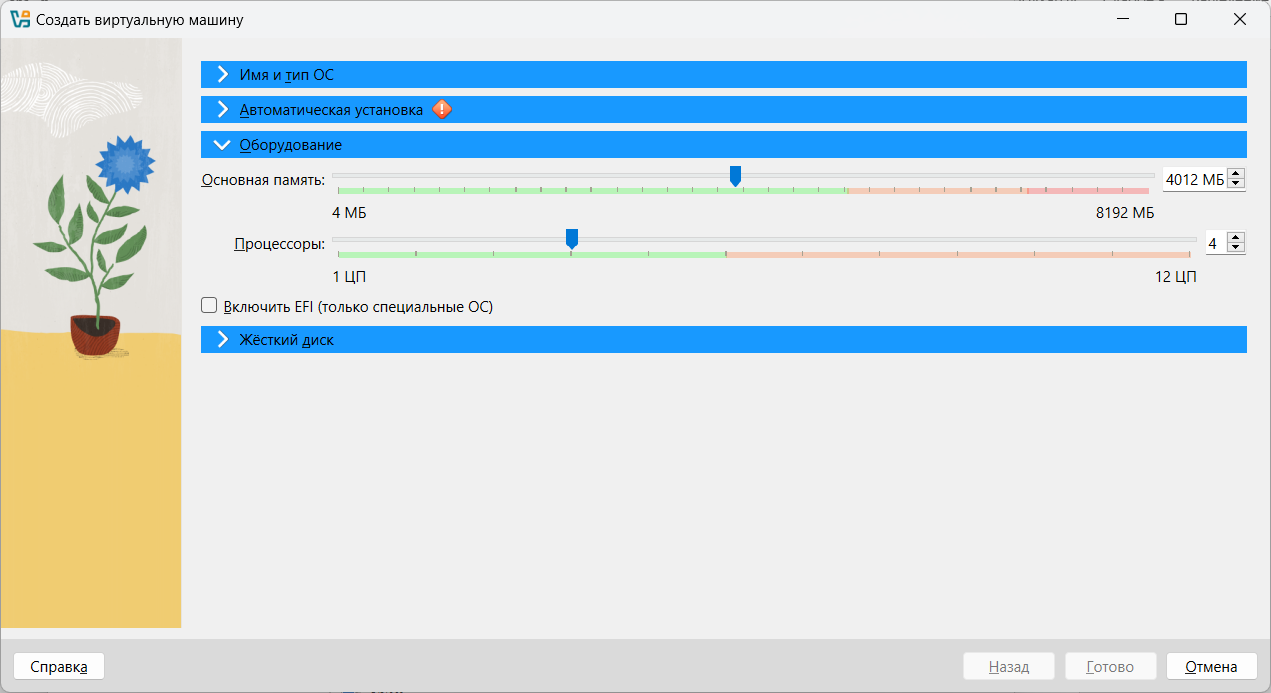 Создать виртуальную машину
Имя и тип ОС
Автоматическая установка
Оборудование
Основная память:
4012 МБ
4 МБ
8192 МБ
Процессоры:
4
1 ЦП
12 ЦП
Включить EFI (только специальные ОС)
Жёсткий диск
Справка
Назад
Готово
Отмена